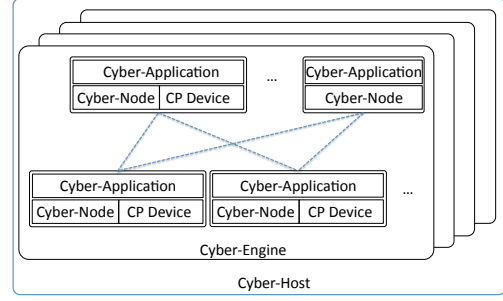 Cyber-Application ... Cyber-Application
Cyber-Node CP Device Cyber-Node
Cyber-Application Cyber-Application ...
Cyber-Node CP Device Cyber-Node CP Device
Cyber-Engine
Cyber-Host